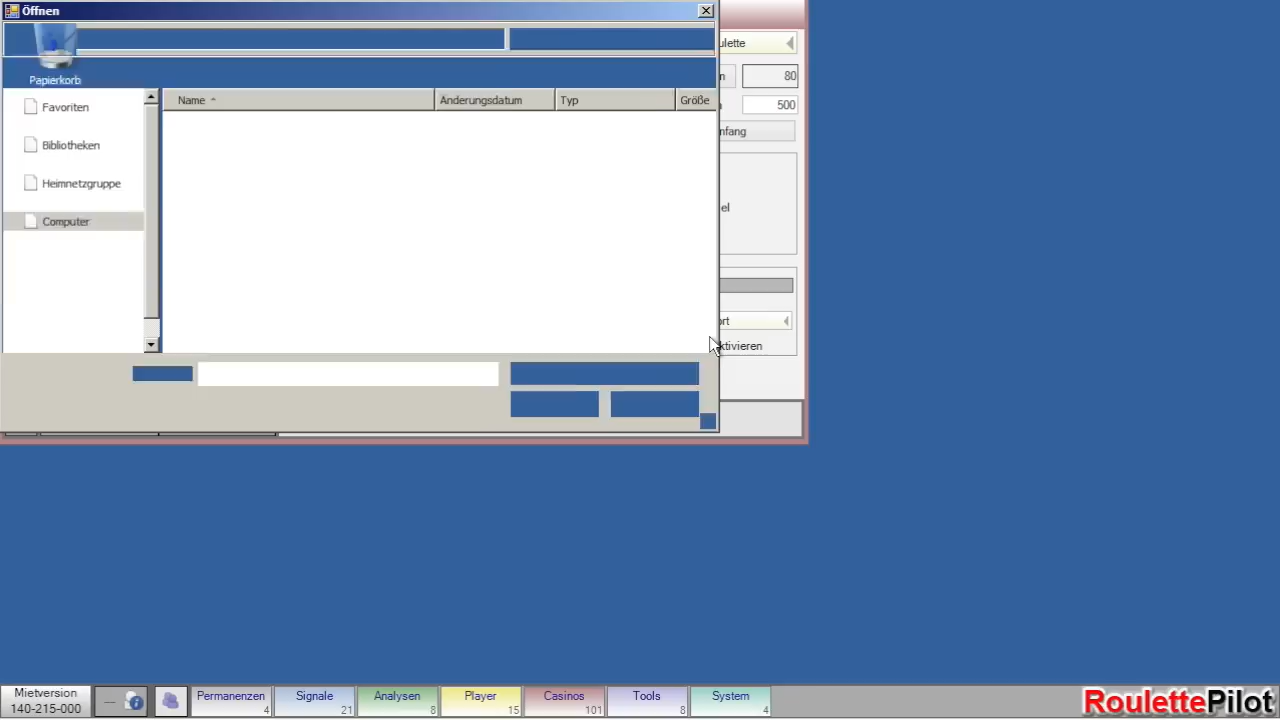 Öffnen
Papierkorb
Name
Änderungsdatum
Typ
Größe
Favoriten
Bibliotheken
Heimnetzgruppe
Computer
ulette
n
80
500
nfang
el
ort
ktivieren
Mietversion
140-215-000
Permanenzen
4
Signale
21
Analysen
8
Player
15
Casinos
101
Tools
8
System
4
RoulettePilot